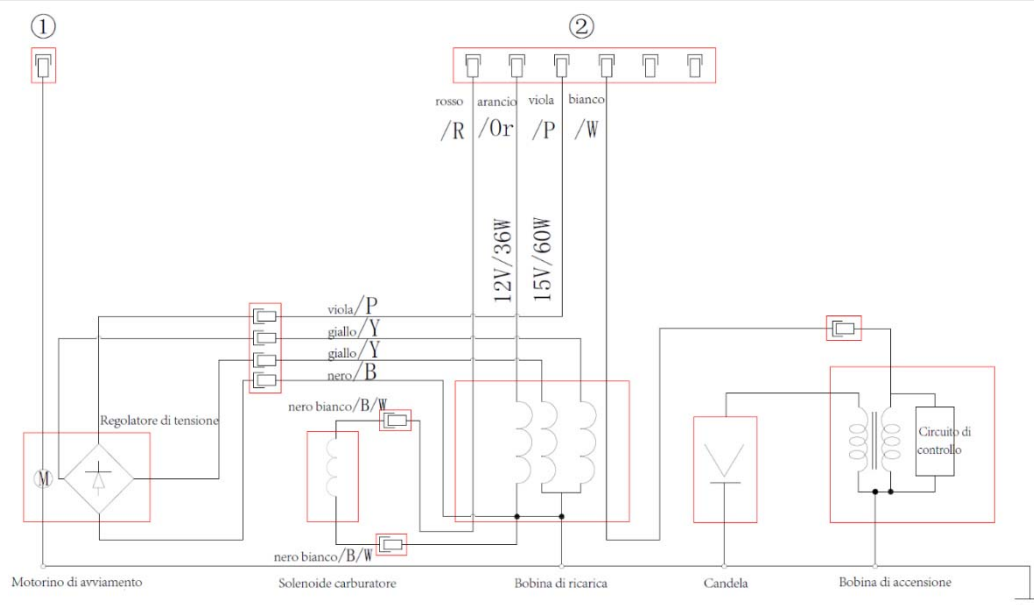 ① ②
rosso arancio viola bianco
/R /Or /P /W
12V/36W
15V/60W
viola/P
giallo/Y
giallo/Y
nero/B
nero bianco/B/W
Regolatore di tensione
Circuito di
controllo
M
nero bianco/B/W
Motorino di avviamento Solenoide carburatore Bobina di ricarica Candela Bobina di accensione